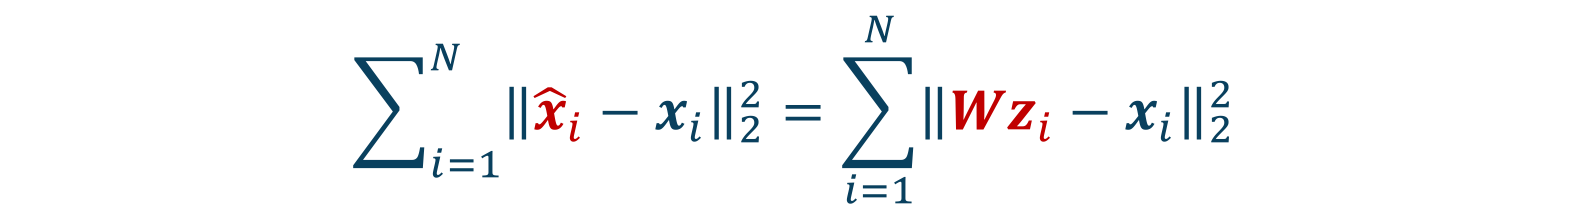 ∑_{i=1}^{N} ‖x̂_i − x_i‖_2^2 = ∑_{i=1}^{N} ‖Wz_i − x_i‖_2^2